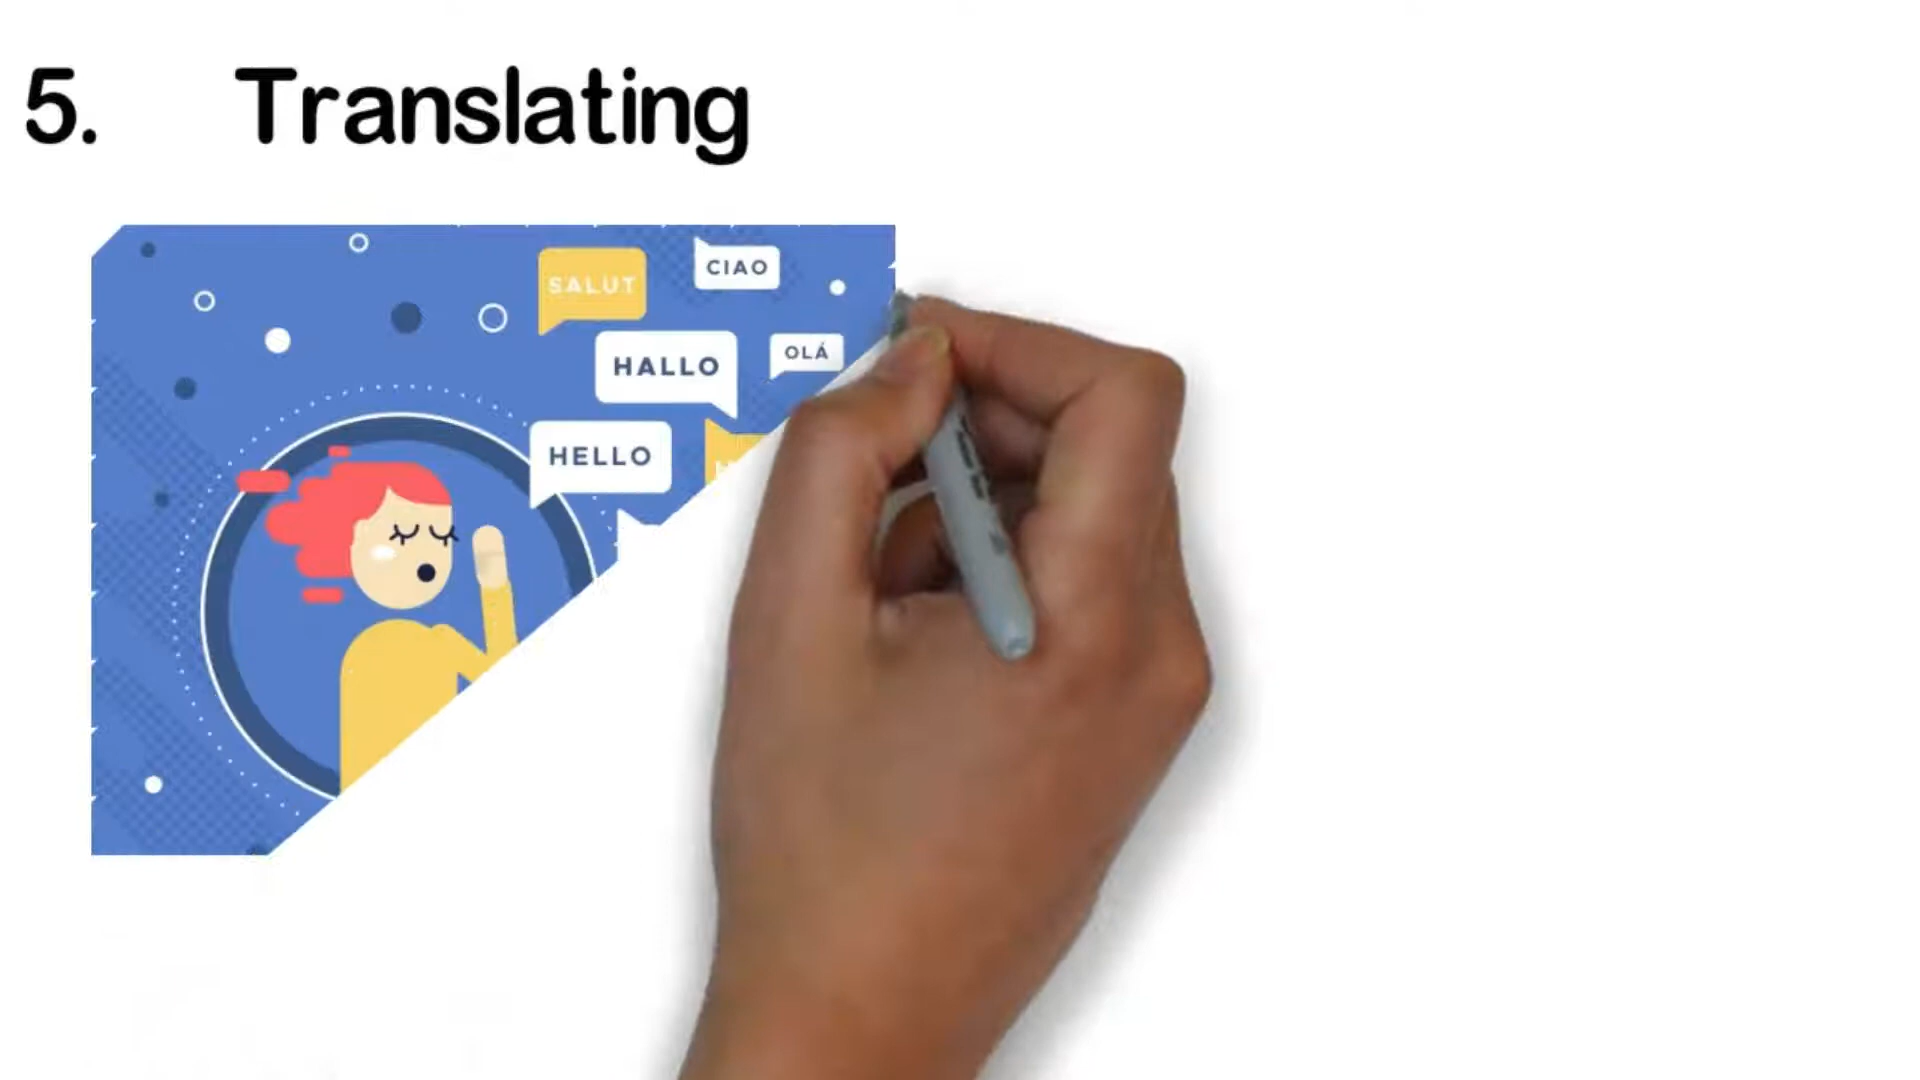 5. Translating
SALUT
CIAO
HALLO
OLÁ
HELLO